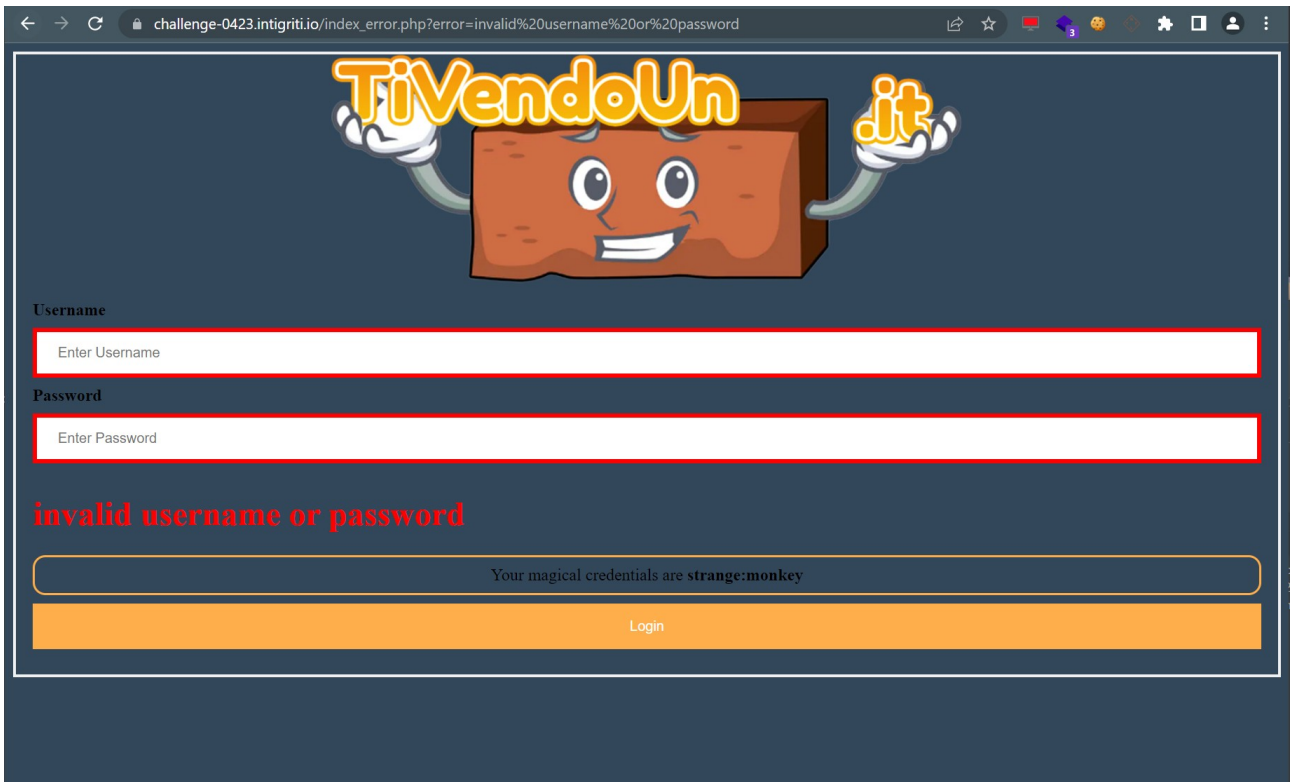 challenge-0423.intigriti.io/index_error.php?error=invalid%20username%20or%20password
3
TiVendoUn .it
Username
Enter Username
Password
Enter Password
invalid username or password
Your magical credentials are strange:monkey
Login